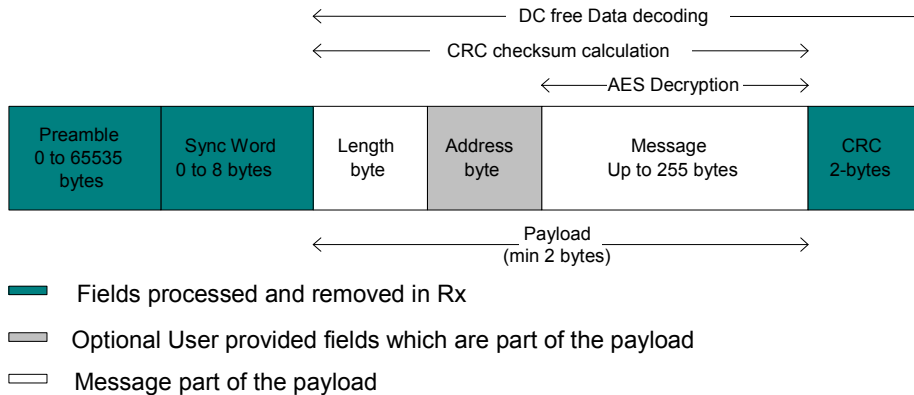 DC free Data decoding
CRC checksum calculation
AES Decryption
Preamble
0 to 65535
bytes
Sync Word
0 to 8 bytes
Length
byte
Address
byte
Message
Up to 255 bytes
CRC
2-bytes
Payload
(min 2 bytes)
Fields processed and removed in Rx
Optional User provided fields which are part of the payload
Message part of the payload